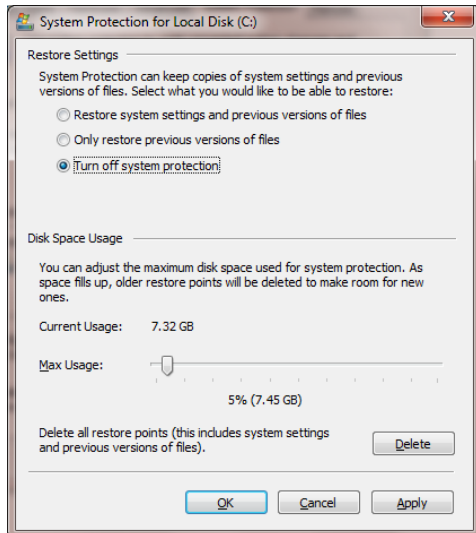 System Protection for Local Disk (C:)
Restore Settings
System Protection can keep copies of system settings and previous
versions of files. Select what you would like to be able to restore:
Restore system settings and previous versions of files
Only restore previous versions of files
Turn off system protection
Disk Space Usage
You can adjust the maximum disk space used for system protection. As
space fills up, older restore points will be deleted to make room for new
ones.
Current Usage: 7.32 GB
Max Usage:
5% (7.45 GB)
Delete all restore points (this includes system settings
and previous versions of files).
Delete
OK Cancel Apply